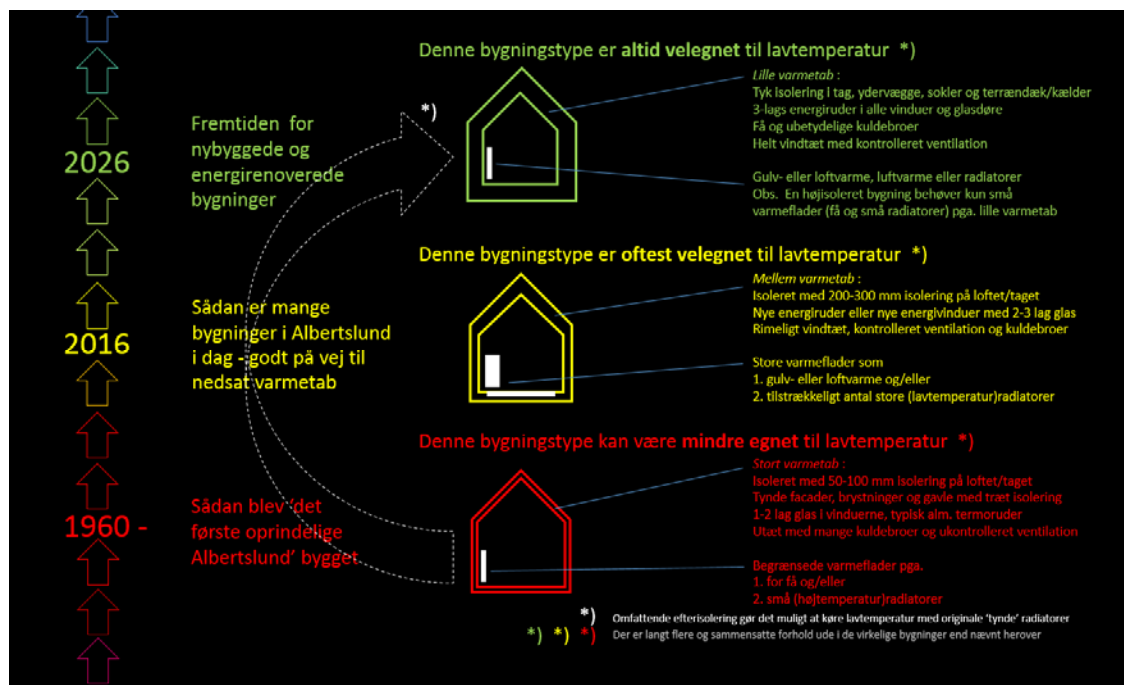 Denne bygningstype er altid velegnet til lavtemperatur *)
Lille varmetab :
Tyk isolering i tag, ydervægge, sokler og terrændæk/kælder
3-lags energiruder i alle vinduer og glasdøre
Få og ubetydelige kuldebroer
Helt vindtæt med kontrolleret ventilation
Gulv- eller loftvarme, luftvarme eller radiatorer
Obs. En højisoleret bygning behøver kun små
varmeflader (få og små radiatorer) pga. lille varmetab
*)
2026
Fremtiden for
nybyggede og
energirenoverede
bygninger
Denne bygningstype er oftest velegnet til lavtemperatur *)
Mellem varmetab :
Isoleret med 200-300 mm isolering på loftet/taget
Nye energiruder eller nye energivinduer med 2-3 lag glas
Rimeligt vindtæt, kontrolleret ventilation og kuldebroer
Store varmeflader som
1. gulv- eller loftvarme og/eller
2. tilstrækkeligt antal store (lavtemperatur)radiatorer
2016
Sådan er mange
bygninger i Albertslund
i dag - godt på vej til
nedsat varmetab
Denne bygningstype kan være mindre egnet til lavtemperatur *)
Stort varmetab :
Isoleret med 50-100 mm isolering på loftet/taget
Tynde facader, brystninger og gavle med træt isolering
1-2 lag glas i vinduerne, typisk alm. termoruder
Utæt med mange kuldebroer og ukontrolleret ventilation
Begrænsede varmeflader pga.
1. for få og/eller
2. små (højtemperatur)radiatorer
1960 -
Sådan blev 'det
første oprindelige
Albertslund' bygget
*) Omfattende efterisolering gør det muligt at køre lavtemperatur med originale 'tynde' radiatorer
*) *) *) Der er langt flere og sammensatte forhold ude i de virkelige bygninger end nævnt herover